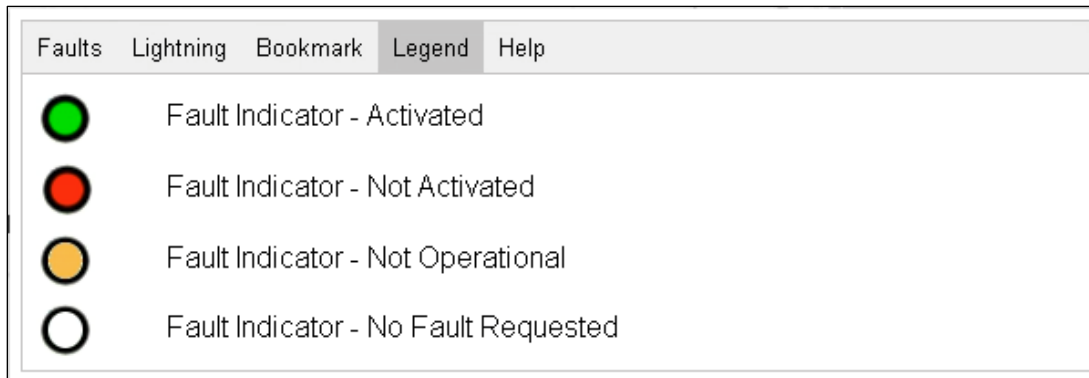 Faults Lightning Bookmark Legend Help
Fault Indicator - Activated
Fault Indicator - Not Activated
Fault Indicator - Not Operational
Fault Indicator - No Fault Requested